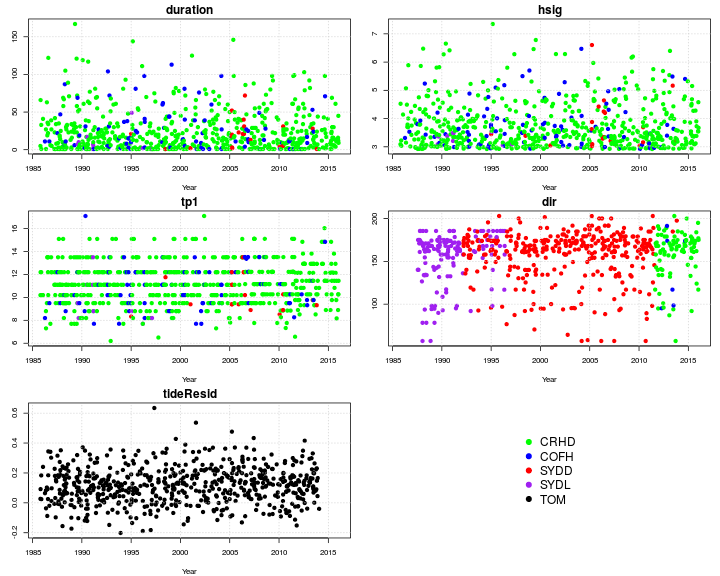 duration
150
100
50
0
1985 1990 1995 2000 2005 2010 2015
Year
hsig
7
6
5
4
3
1985 1990 1995 2000 2005 2010 2015
Year
tp1
16
14
12
10
8
6
1985 1990 1995 2000 2005 2010 2015
Year
dir
200
150
100
1985 1990 1995 2000 2005 2010 2015
Year
tideResid
0.6
0.4
0.2
0.0
-0.2
1985 1990 1995 2000 2005 2010 2015
Year
CRHD
COFH
SYDD
SYDL
TOM